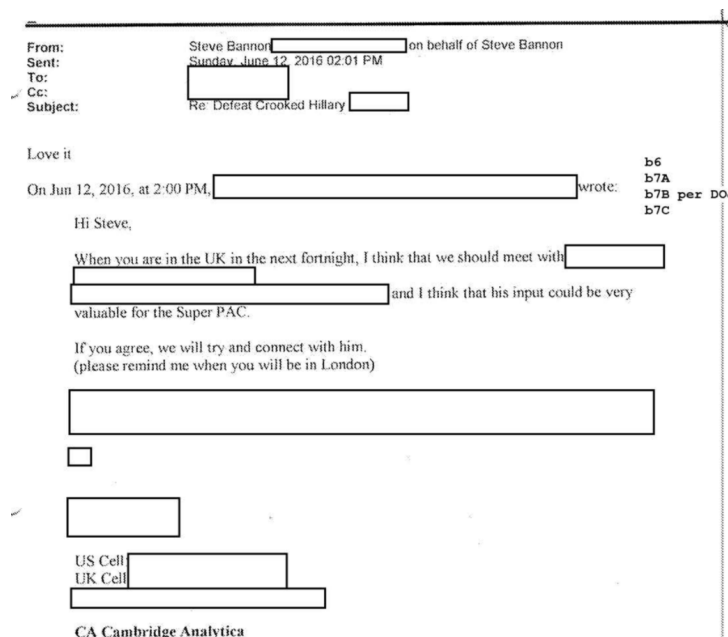 From: Steve Bannon on behalf of Steve Bannon
Sent: Sunday, June 12, 2016 02:01 PM
To:
Cc:
Subject: Re: Defeat Crooked Hillary
Love it
b6
b7A
On Jun 12, 2016, at 2:00 PM, wrote:
b7B per DO
b7C
Hi Steve,
When you are in the UK in the next fortnight, I think that we should meet with
and I think that his input could be very
valuable for the Super PAC.
If you agree, we will try and connect with him.
(please remind me when you will be in London)
US Cell
UK Cell
CA Cambridge Analytica